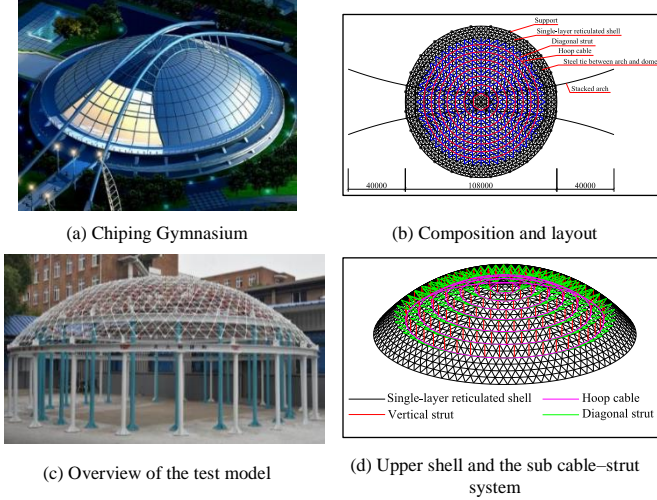 Support
Single-layer reticulated shell
Diagonal strut
Hoop cable
Steel tie between arch and dome
Stacked arch
40000 108000 40000
(a) Chiping Gymnasium
(b) Composition and layout
Single-layer reticulated shell
Hoop cable
Vertical strut
Diagonal strut
(c) Overview of the test model
(d) Upper shell and the sub cable–strut
system